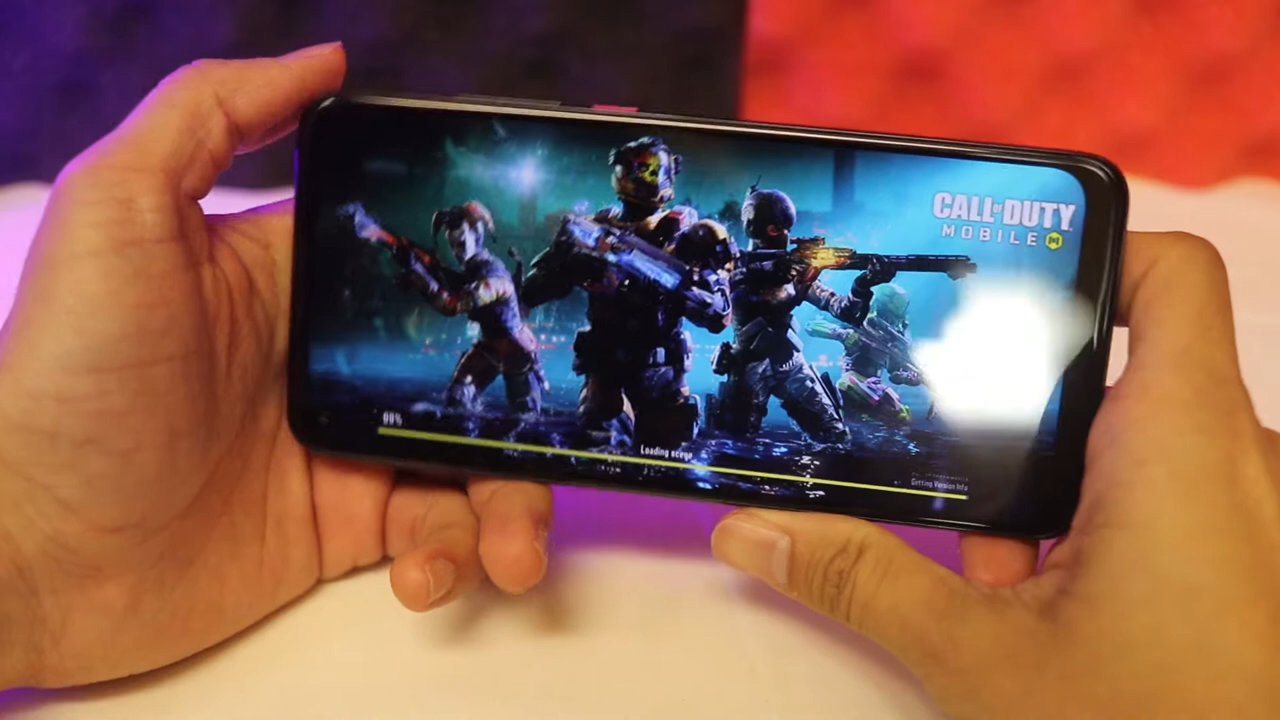 CALL OF DUTY
MOBILE
99%
Loading scene
Getting Version Info